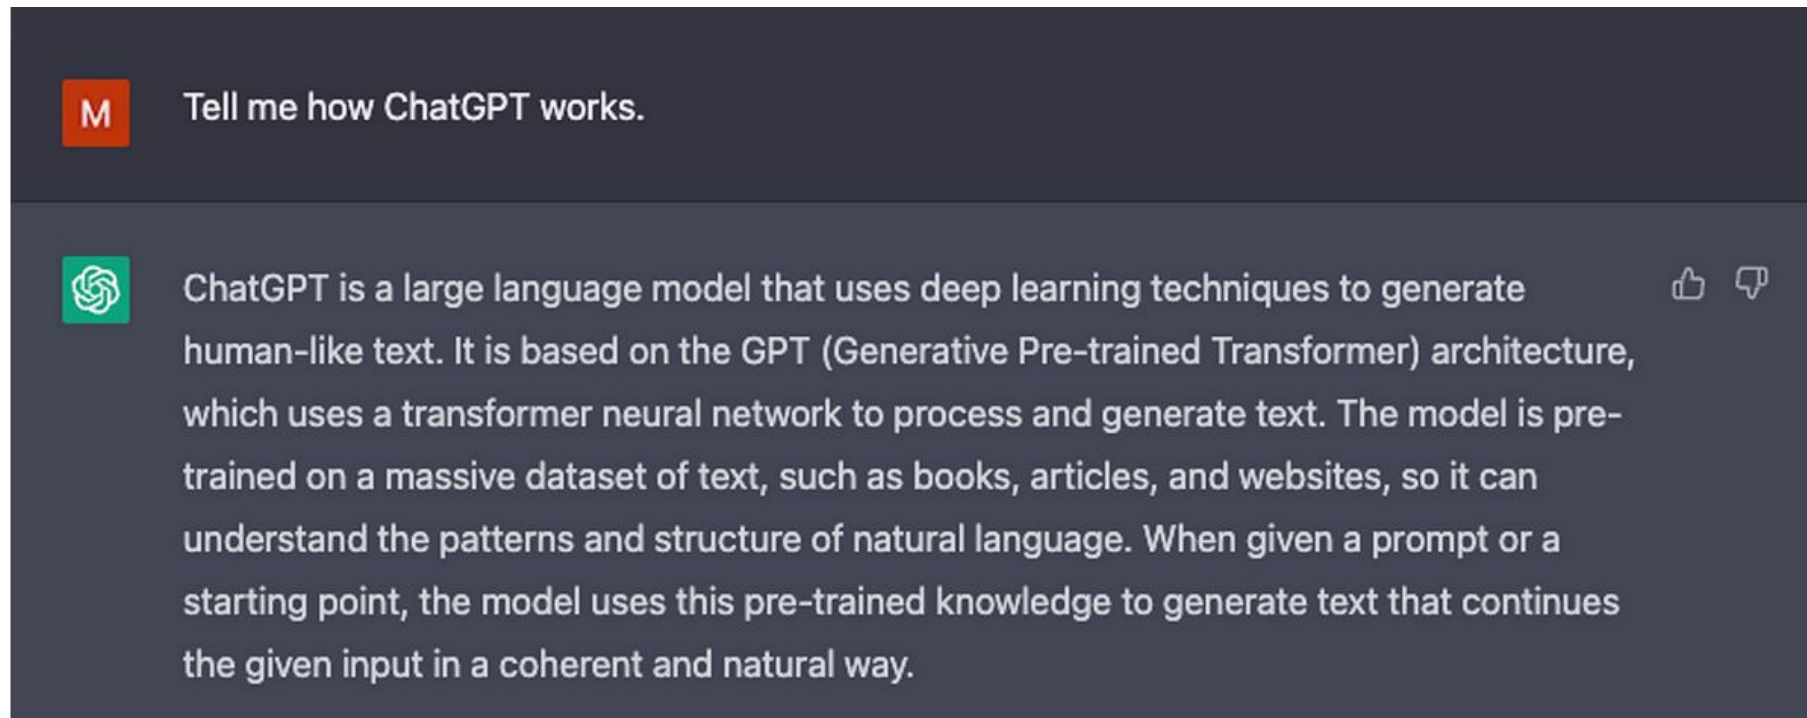 M
Tell me how ChatGPT works.
ChatGPT is a large language model that uses deep learning techniques to generate
human-like text. It is based on the GPT (Generative Pre-trained Transformer) architecture,
which uses a transformer neural network to process and generate text. The model is pre-
trained on a massive dataset of text, such as books, articles, and websites, so it can
understand the patterns and structure of natural language. When given a prompt or a
starting point, the model uses this pre-trained knowledge to generate text that continues
the given input in a coherent and natural way.